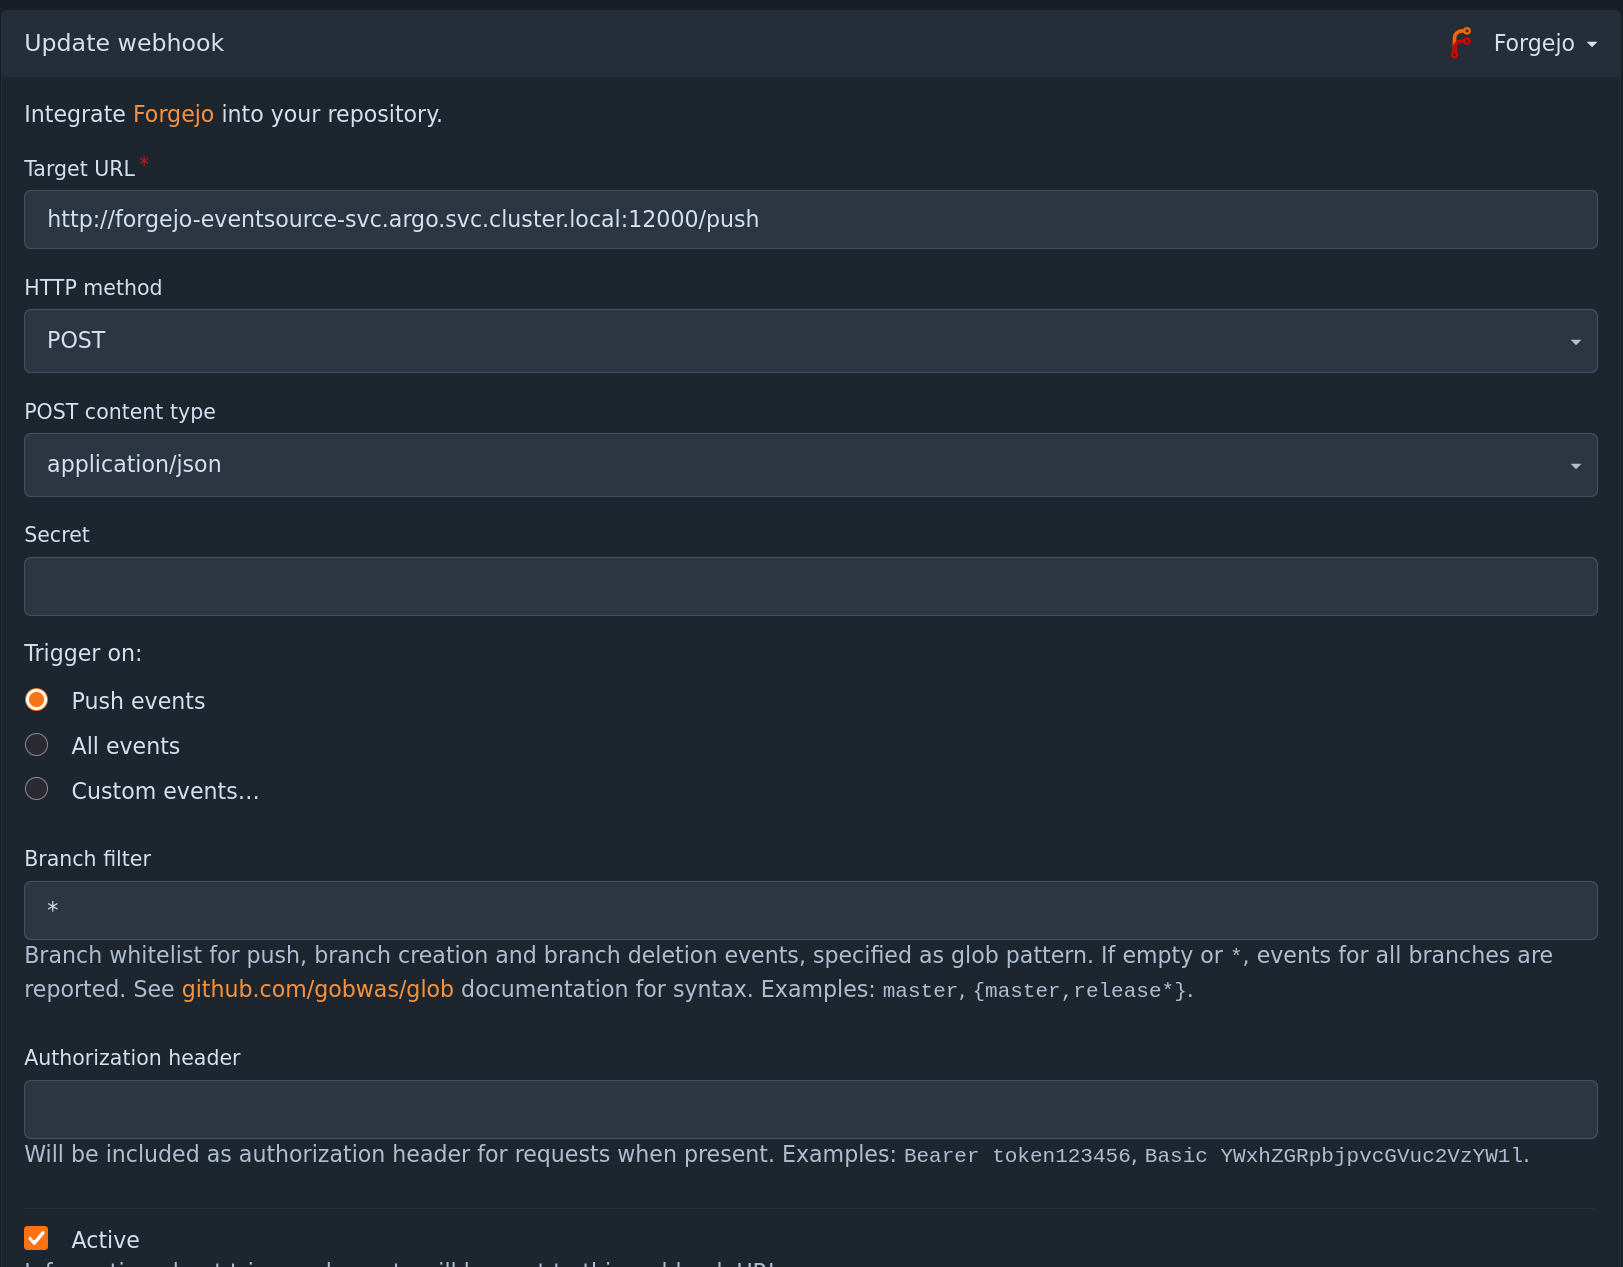 Update webhook
Forgejo
Integrate Forgejo into your repository.
Target URL *
http://forgejo-eventsource-svc.argo.svc.cluster.local:12000/push
HTTP method
POST
POST content type
application/json
Secret
Trigger on:
Push events
All events
Custom events...
Branch filter
*
Branch whitelist for push, branch creation and branch deletion events, specified as glob pattern. If empty or *, events for all branches are
reported. See github.com/gobwas/glob documentation for syntax. Examples: master, {master,release*}.
Authorization header
Will be included as authorization header for requests when present. Examples: Bearer token123456, Basic YWxhZGRpbjpvcGVuc2VzYW1l.
Active